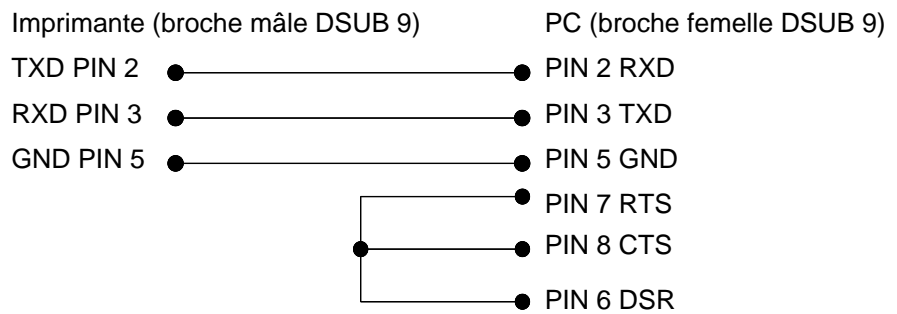 Imprimante (broche mâle DSUB 9) PC (broche femelle DSUB 9)
TXD PIN 2 PIN 2 RXD
RXD PIN 3 PIN 3 TXD
GND PIN 5 PIN 5 GND
PIN 7 RTS
PIN 8 CTS
PIN 6 DSR